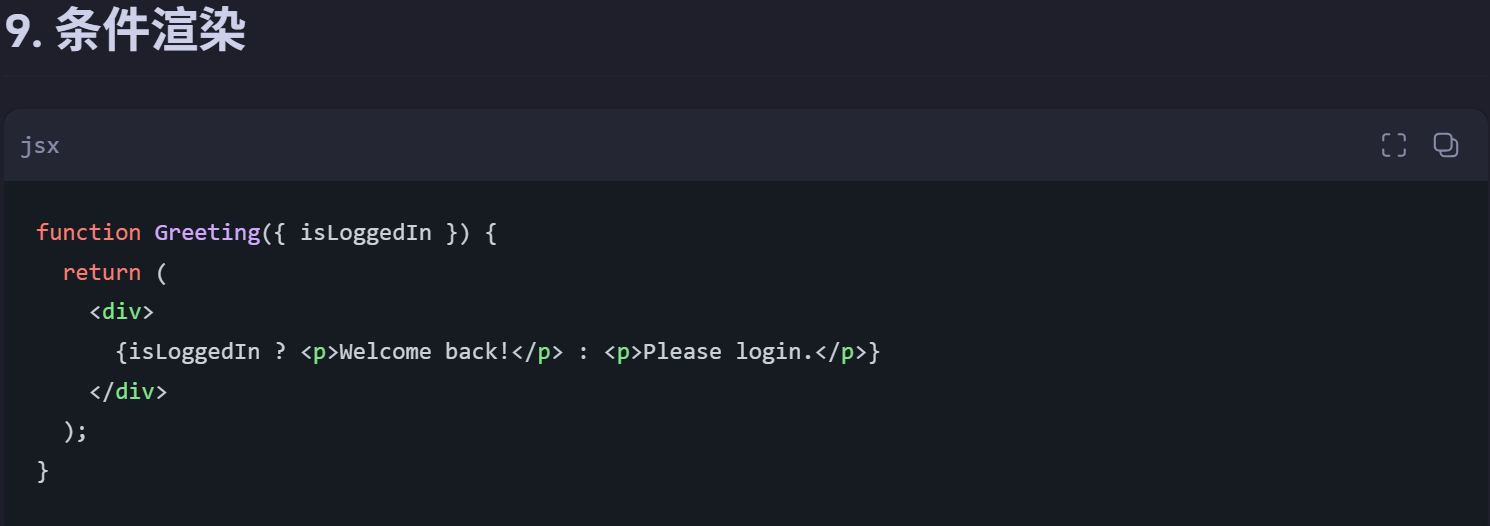 9. 条件渲染
jsx
function Greeting({ isLoggedIn }) {
  return (
    <div>
      {isLoggedIn ? <p>Welcome back!</p> : <p>Please login.</p>}
    </div>
  );
}